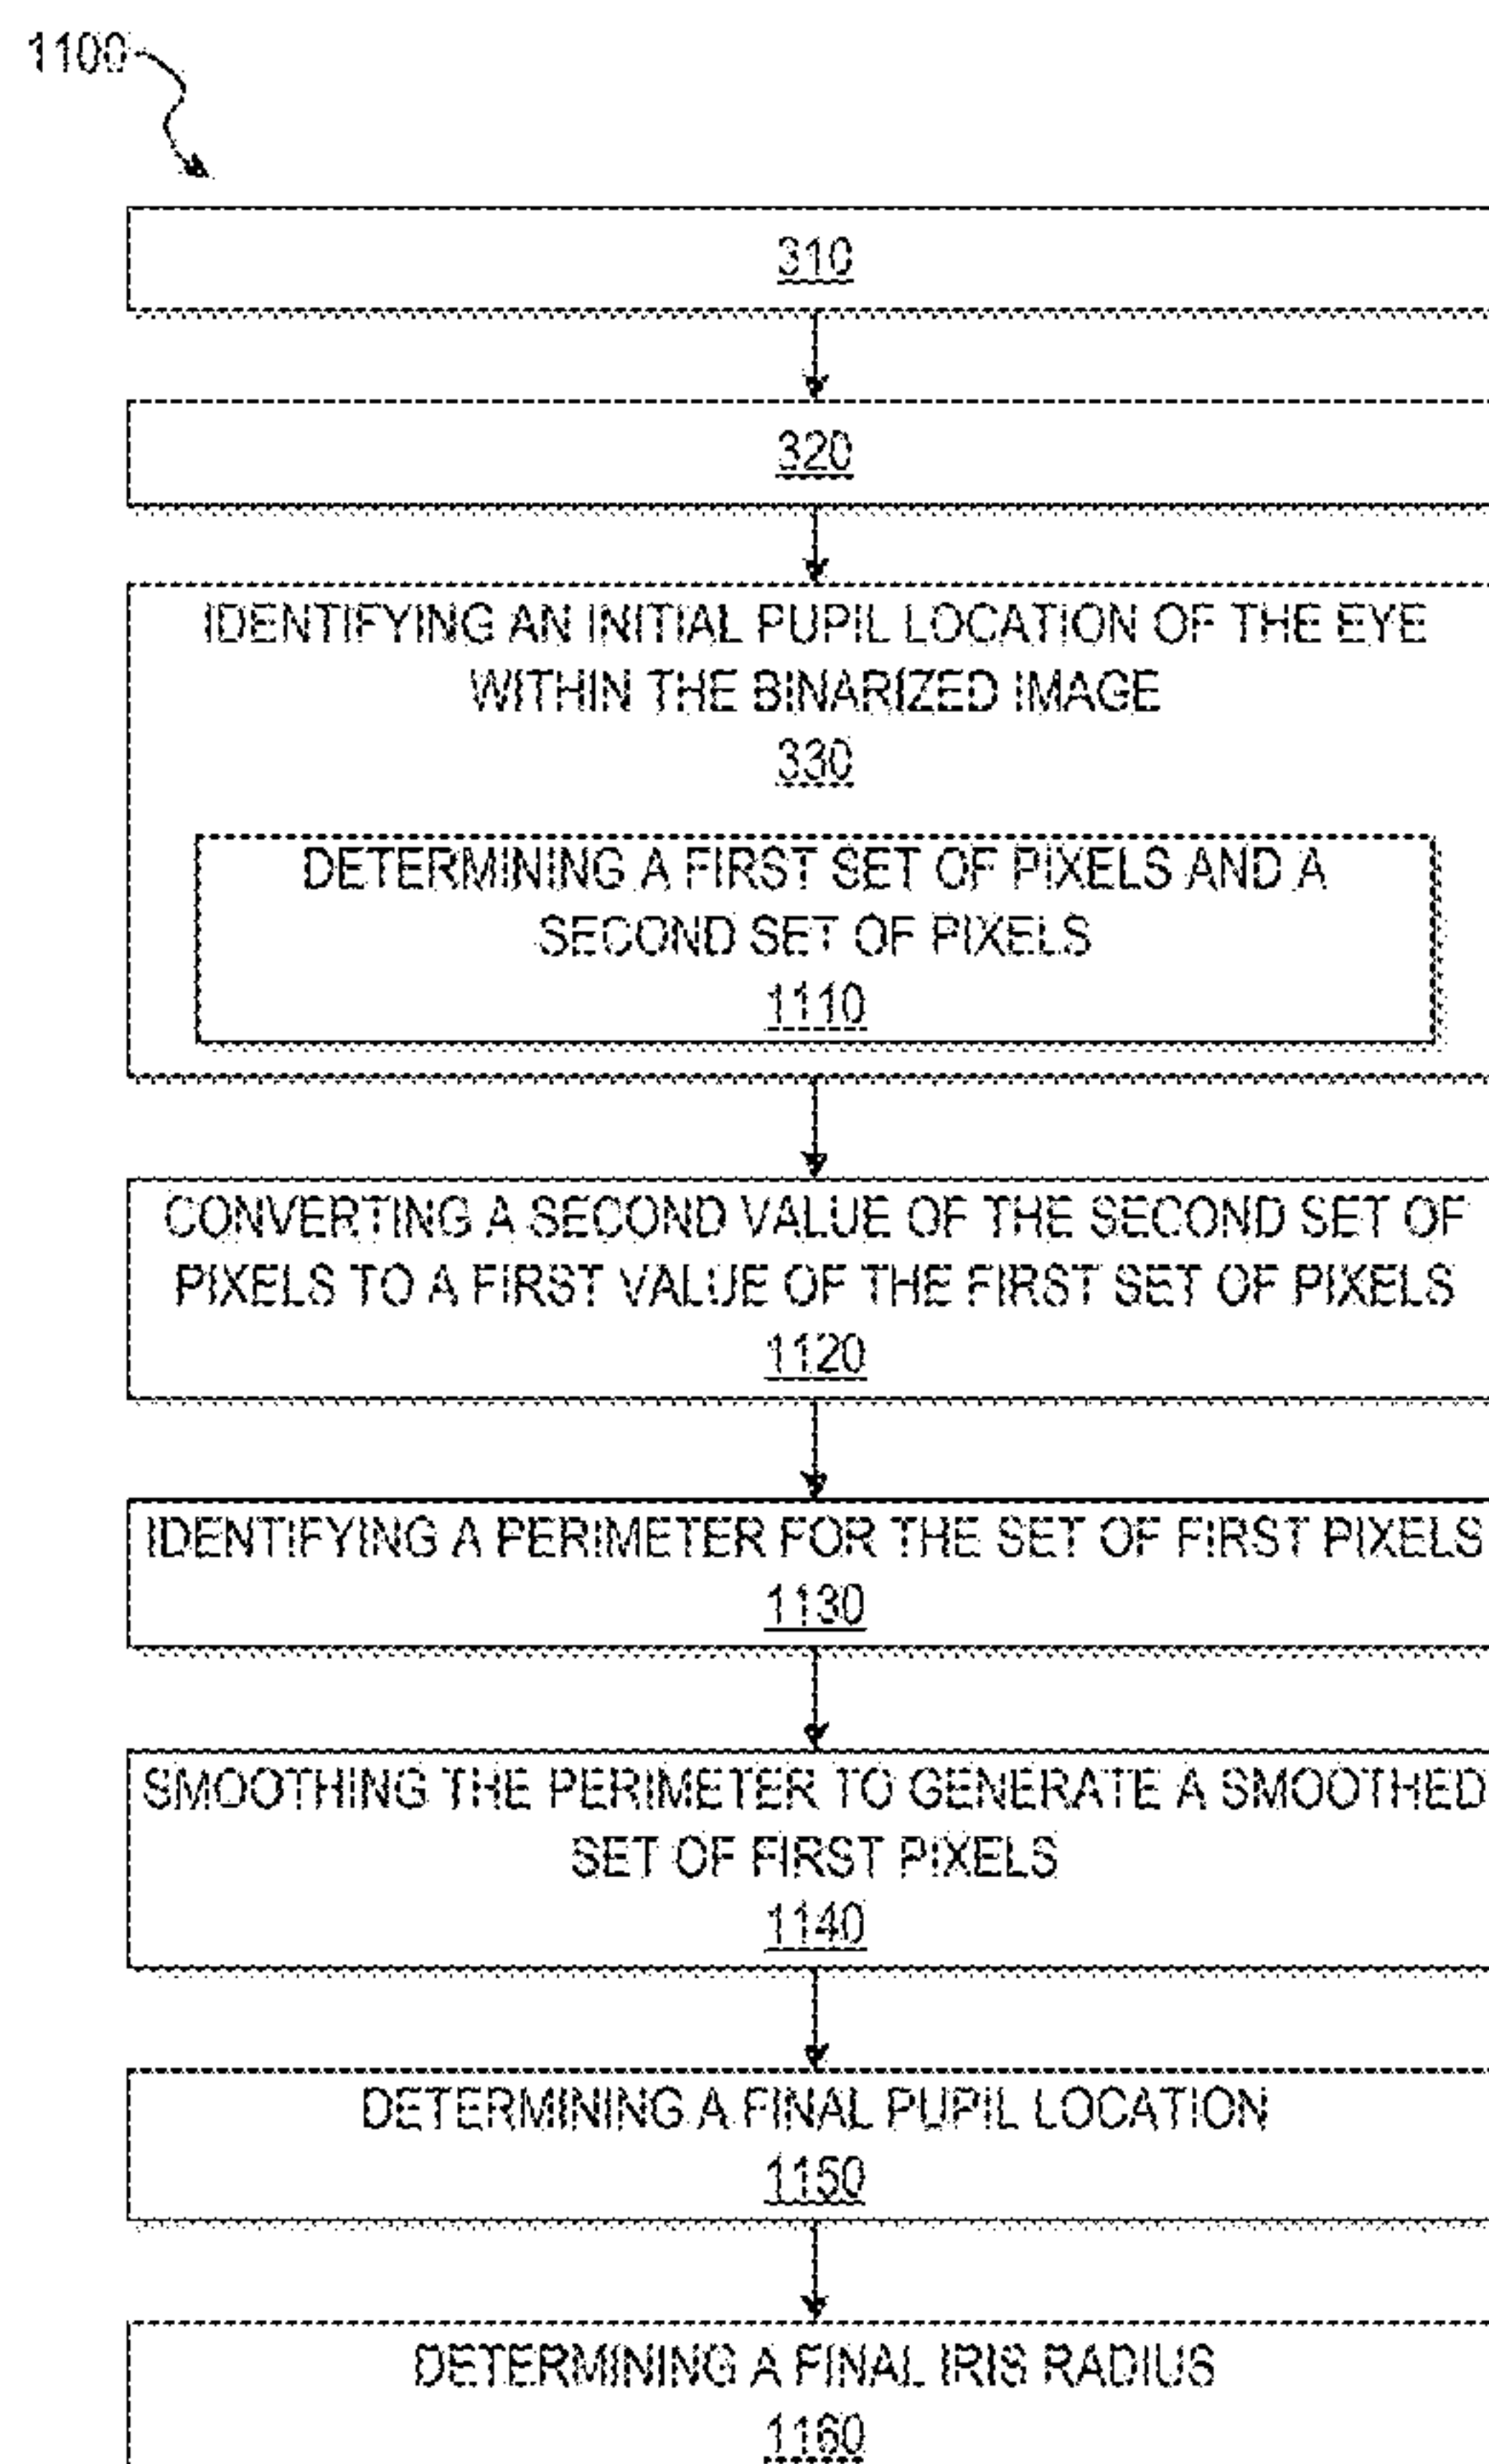 1100
310
320
IDENTIFYING AN INITIAL PUPIL LOCATION OF THE EYE
WITHIN THE BINARIZED IMAGE
330
DETERMINING A FIRST SET OF PIXELS AND A
SECOND SET OF PIXELS
1110
CONVERTING A SECOND VALUE OF THE SECOND SET OF
PIXELS TO A FIRST VALUE OF THE FIRST SET OF PIXELS
1120
IDENTIFYING A PERIMETER FOR THE SET OF FIRST PIXELS
1130
SMOOTHING THE PERIMETER TO GENERATE A SMOOTHED
SET OF FIRST PIXELS
1140
DETERMINING A FINAL PUPIL LOCATION
1150
DETERMINING A FINAL IRIS RADIUS
1160